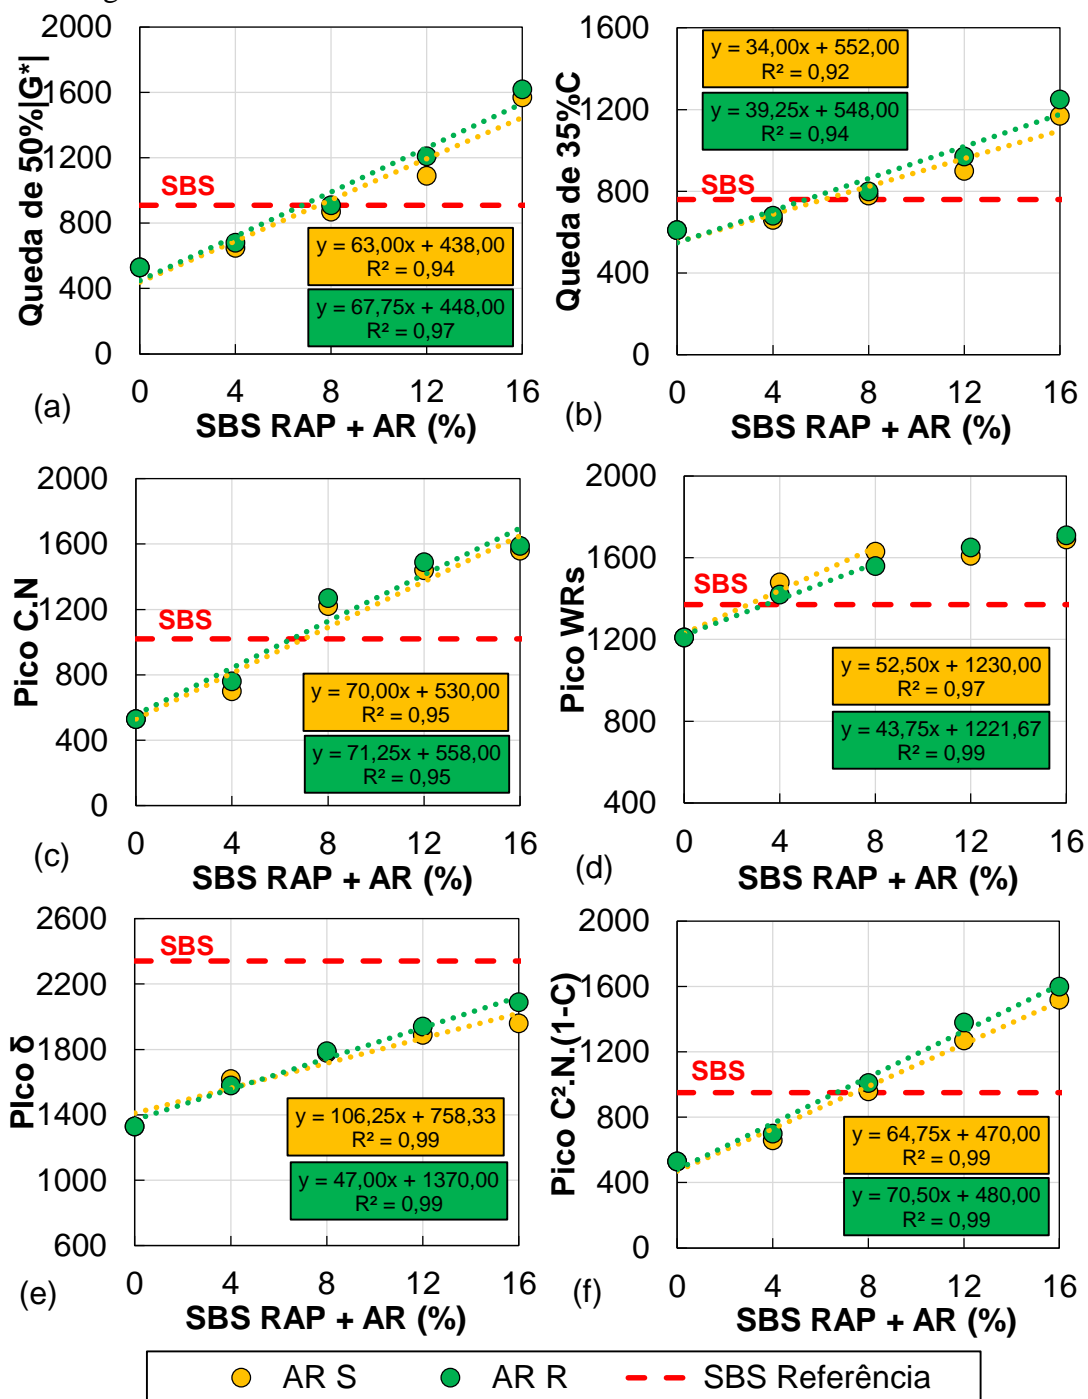 2000
1600
1200
800
400
0
Queda de 50%|G*|
SBS
y = 63,00x + 438,00
R² = 0,94
y = 67,75x + 448,00
R² = 0,97
0 4 8 12 16
(a)
SBS RAP + AR (%)
1600
1200
800
400
0
Queda de 35%C
y = 34,00x + 552,00
R² = 0,92
y = 39,25x + 548,00
R² = 0,94
SBS
0 4 8 12 16
(b)
SBS RAP + AR (%)
2000
1600
1200
800
400
0
Pico C.N
SBS
y = 70,00x + 530,00
R² = 0,95
y = 71,25x + 558,00
R² = 0,95
0 4 8 12 16
(c)
SBS RAP + AR (%)
2000
1600
1200
800
400
Pico WRs
SBS
y = 52,50x + 1230,00
R² = 0,97
y = 43,75x + 1221,67
R² = 0,99
0 4 8 12 16
(d)
SBS RAP + AR (%)
2600
2200
1800
1400
1000
600
Pico δ
SBS
y = 106,25x + 758,33
R² = 0,99
y = 47,00x + 1370,00
R² = 0,99
0 4 8 12 16
(e)
SBS RAP + AR (%)
2000
1600
1200
800
400
0
Pico C².N.(1-C)
SBS
y = 64,75x + 470,00
R² = 0,99
y = 70,50x + 480,00
R² = 0,99
0 4 8 12 16
(f)
SBS RAP + AR (%)
AR S AR R SBS Referência